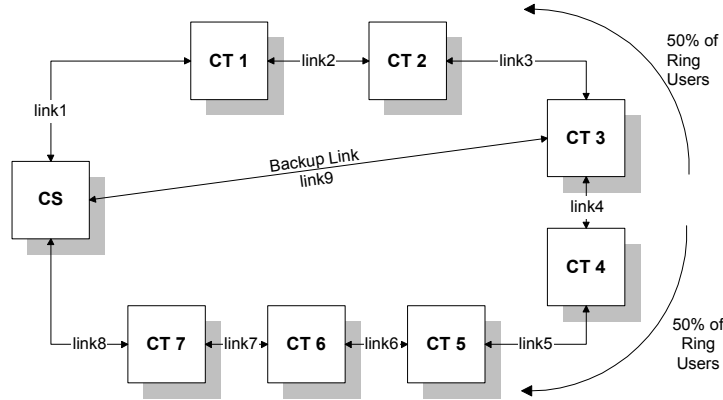 CT 1
link2
CT 2
link3
50% of
Ring
Users
link1
CT 3
Backup Link
link9
CS
link4
CT 4
link8
CT 7
link7
CT 6
link6
CT 5
link5
50% of
Ring
Users